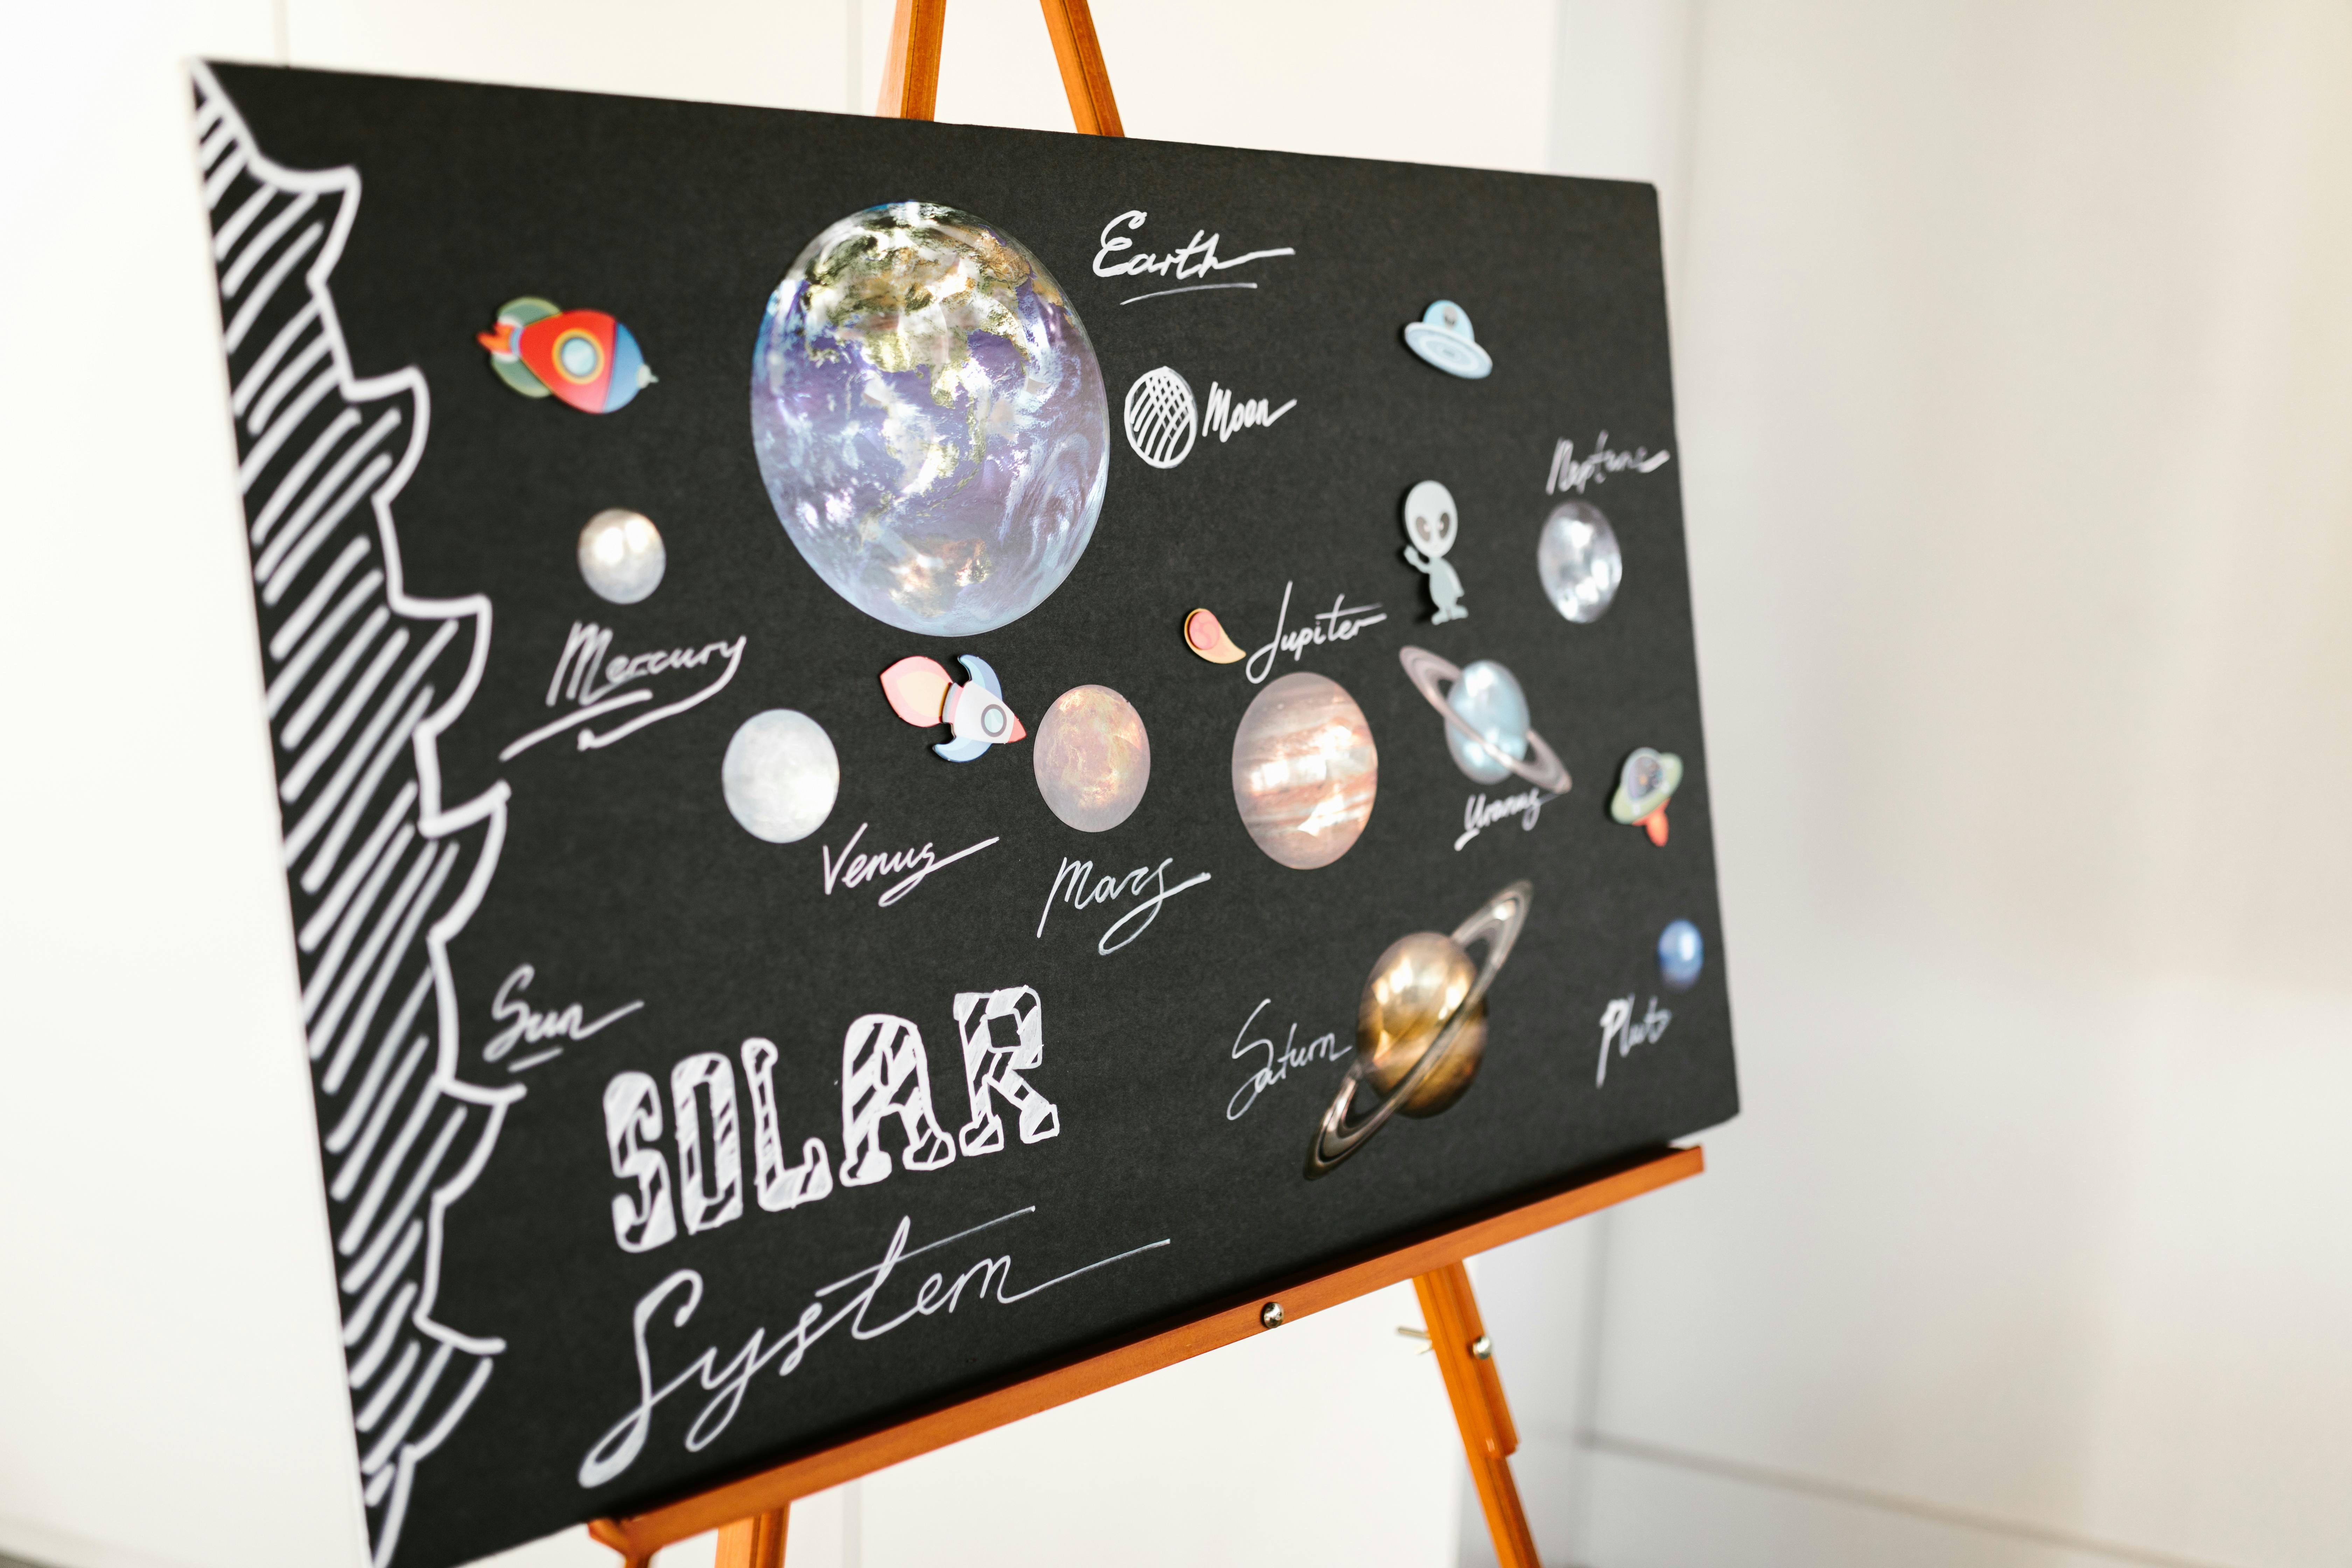 Earth
Moon
Neptune
Jupiter
Mercury
Uranus
Venus
Mars
Sun
Saturn
Pluto
SOLAR
System